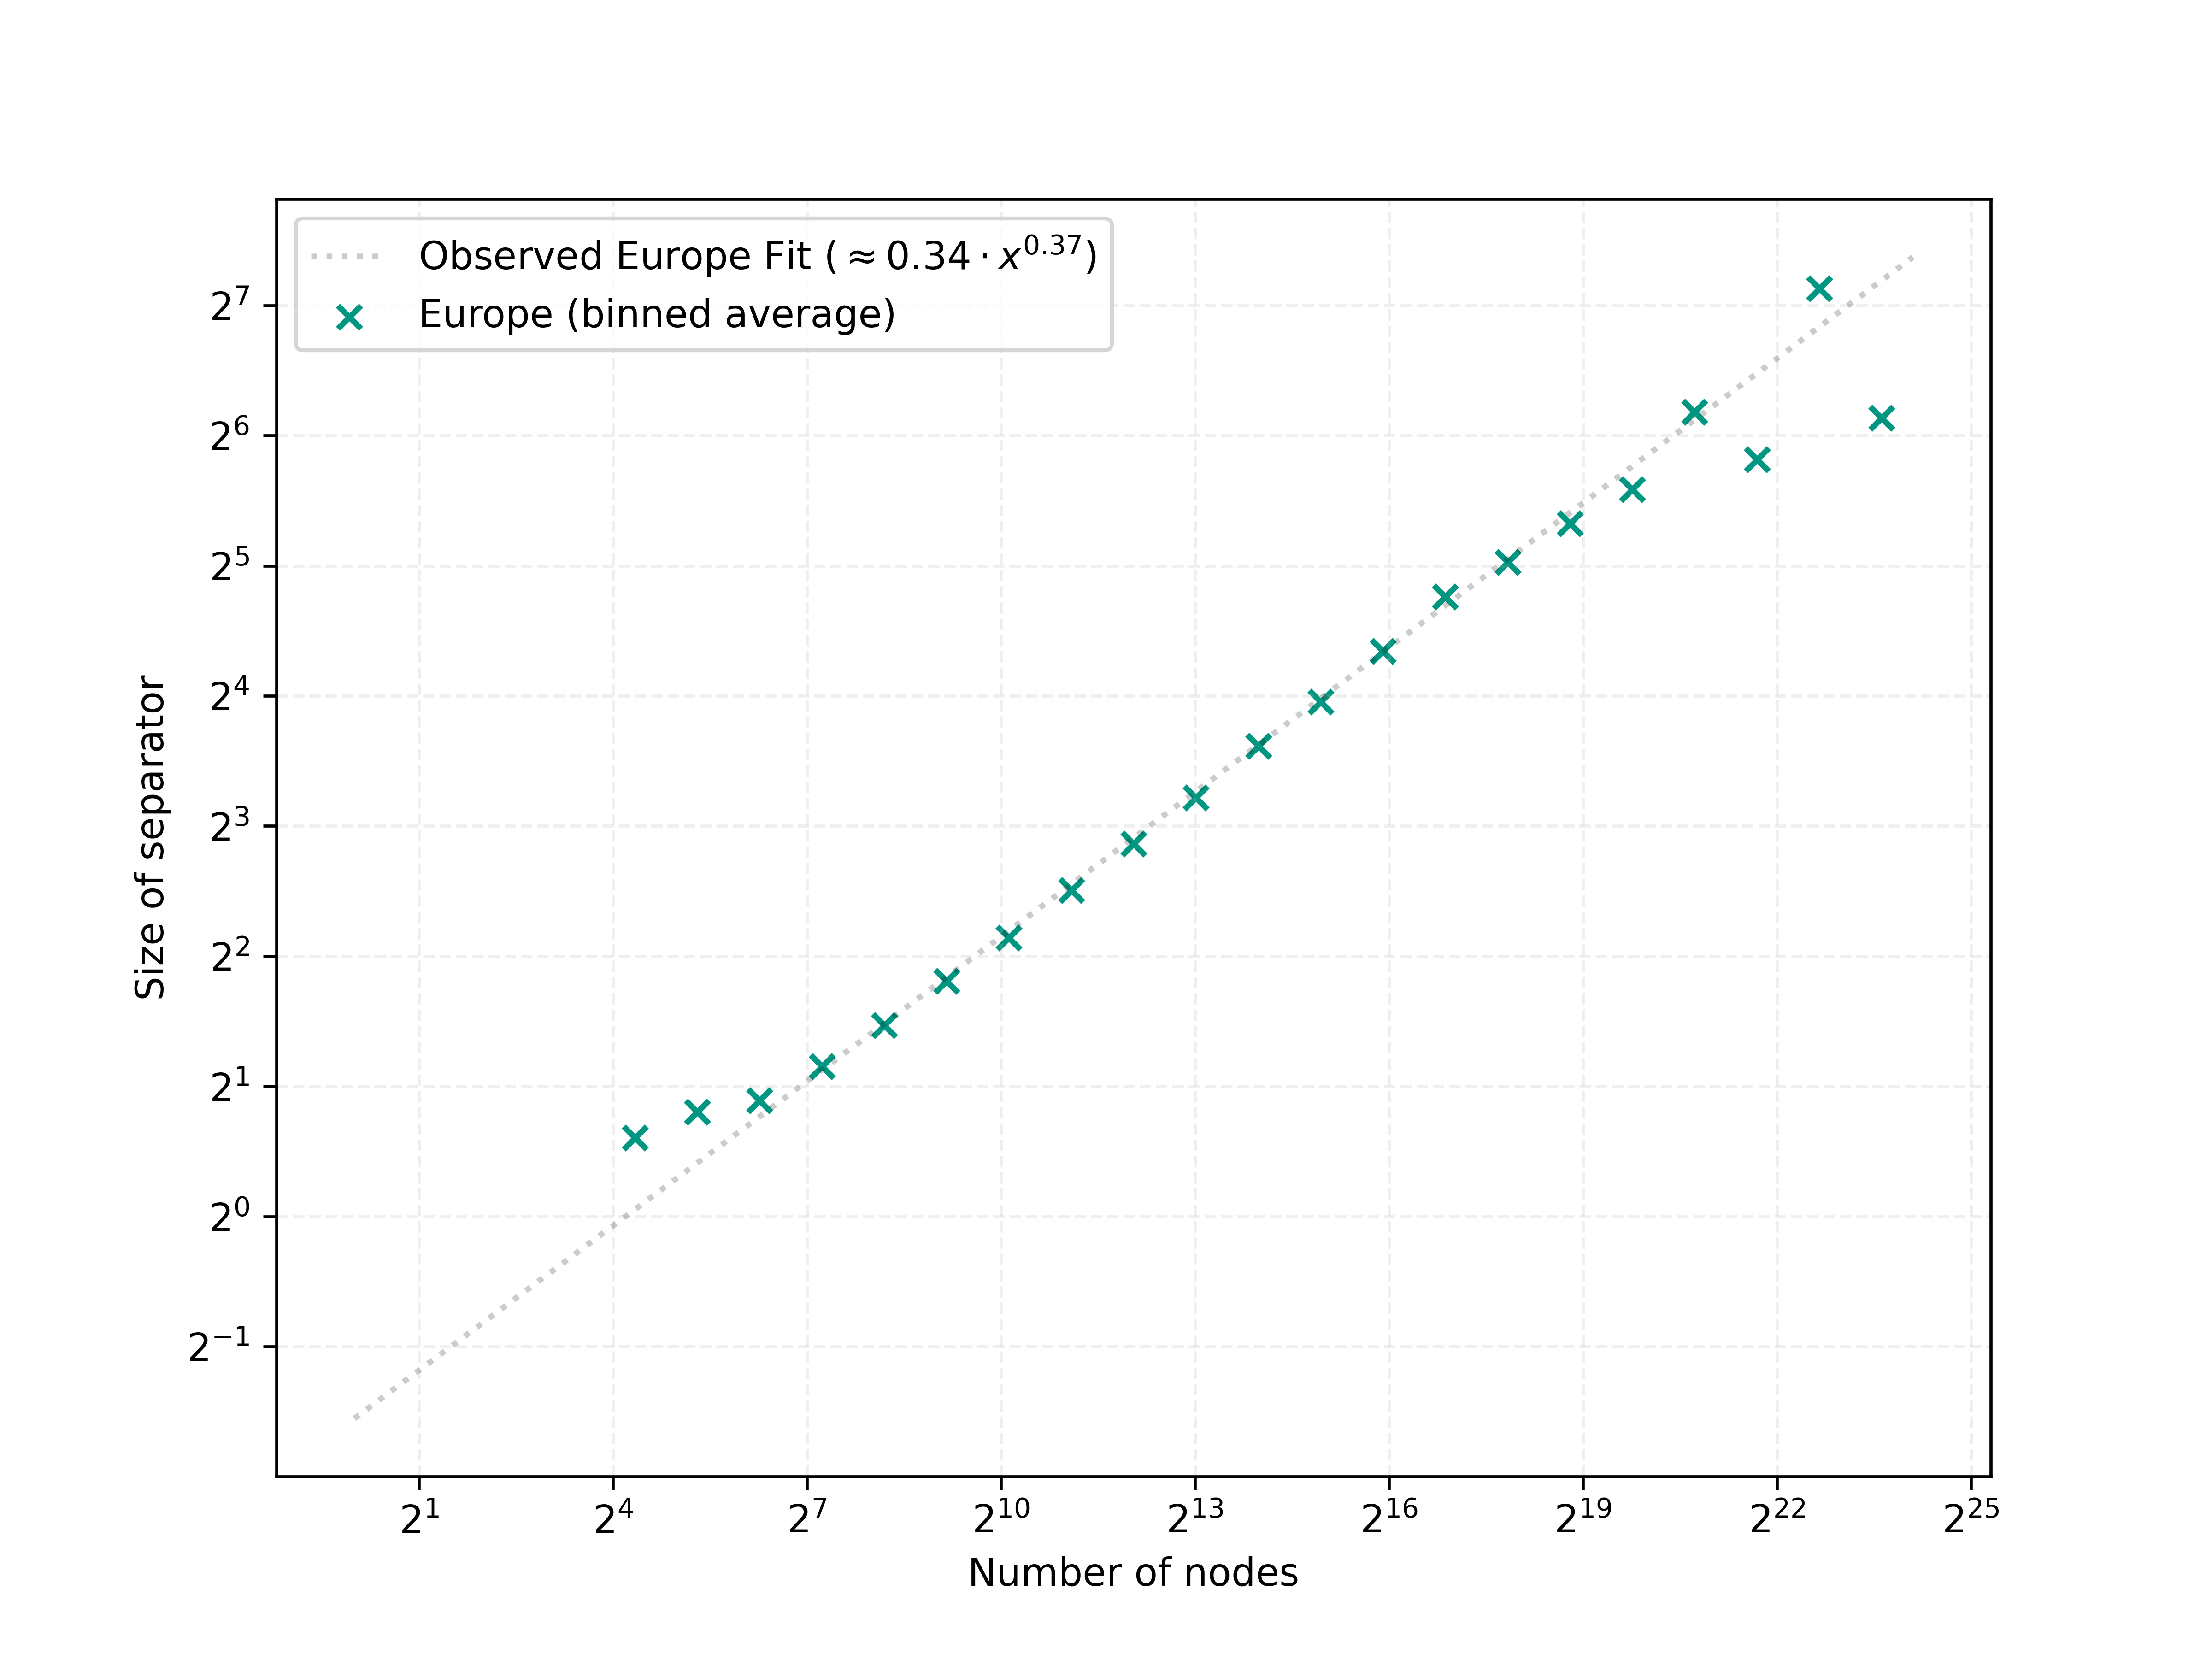 Observed Europe Fit (≈0.34·x^0.37)
Europe (binned average)
2^7
2^6
2^5
2^4
2^3
2^2
2^1
2^0
2^−1
Size of separator
2^1 2^4 2^7 2^10 2^13 2^16 2^19 2^22 2^25
Number of nodes